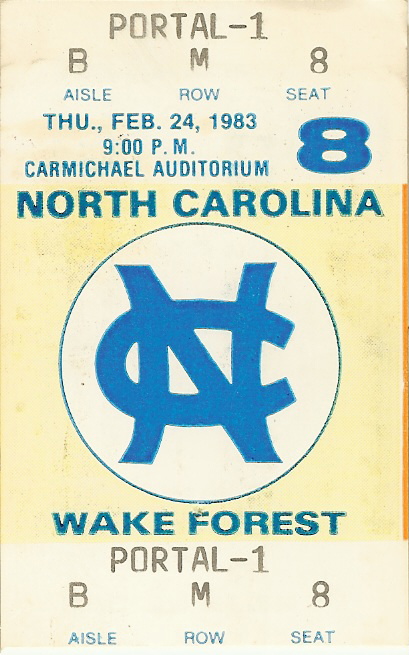 PORTAL-1
B M 8
AISLE ROW SEAT
THU., FEB. 24, 1983
9:00 P.M.
CARMICHAEL AUDITORIUM
8
NORTH CAROLINA
NC
WAKE FOREST
PORTAL-1
B M 8
AISLE ROW SEAT